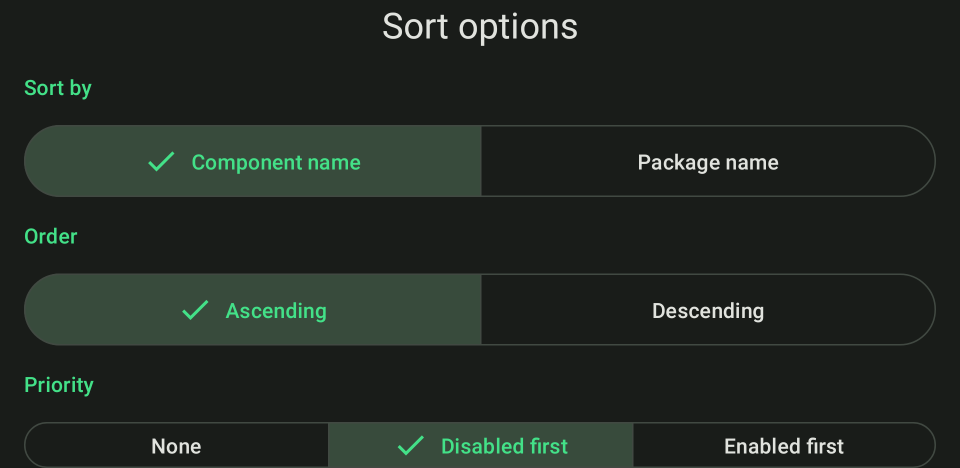 Sort options
Sort by
Component name
Package name
Order
Ascending
Descending
Priority
None
Disabled first
Enabled first